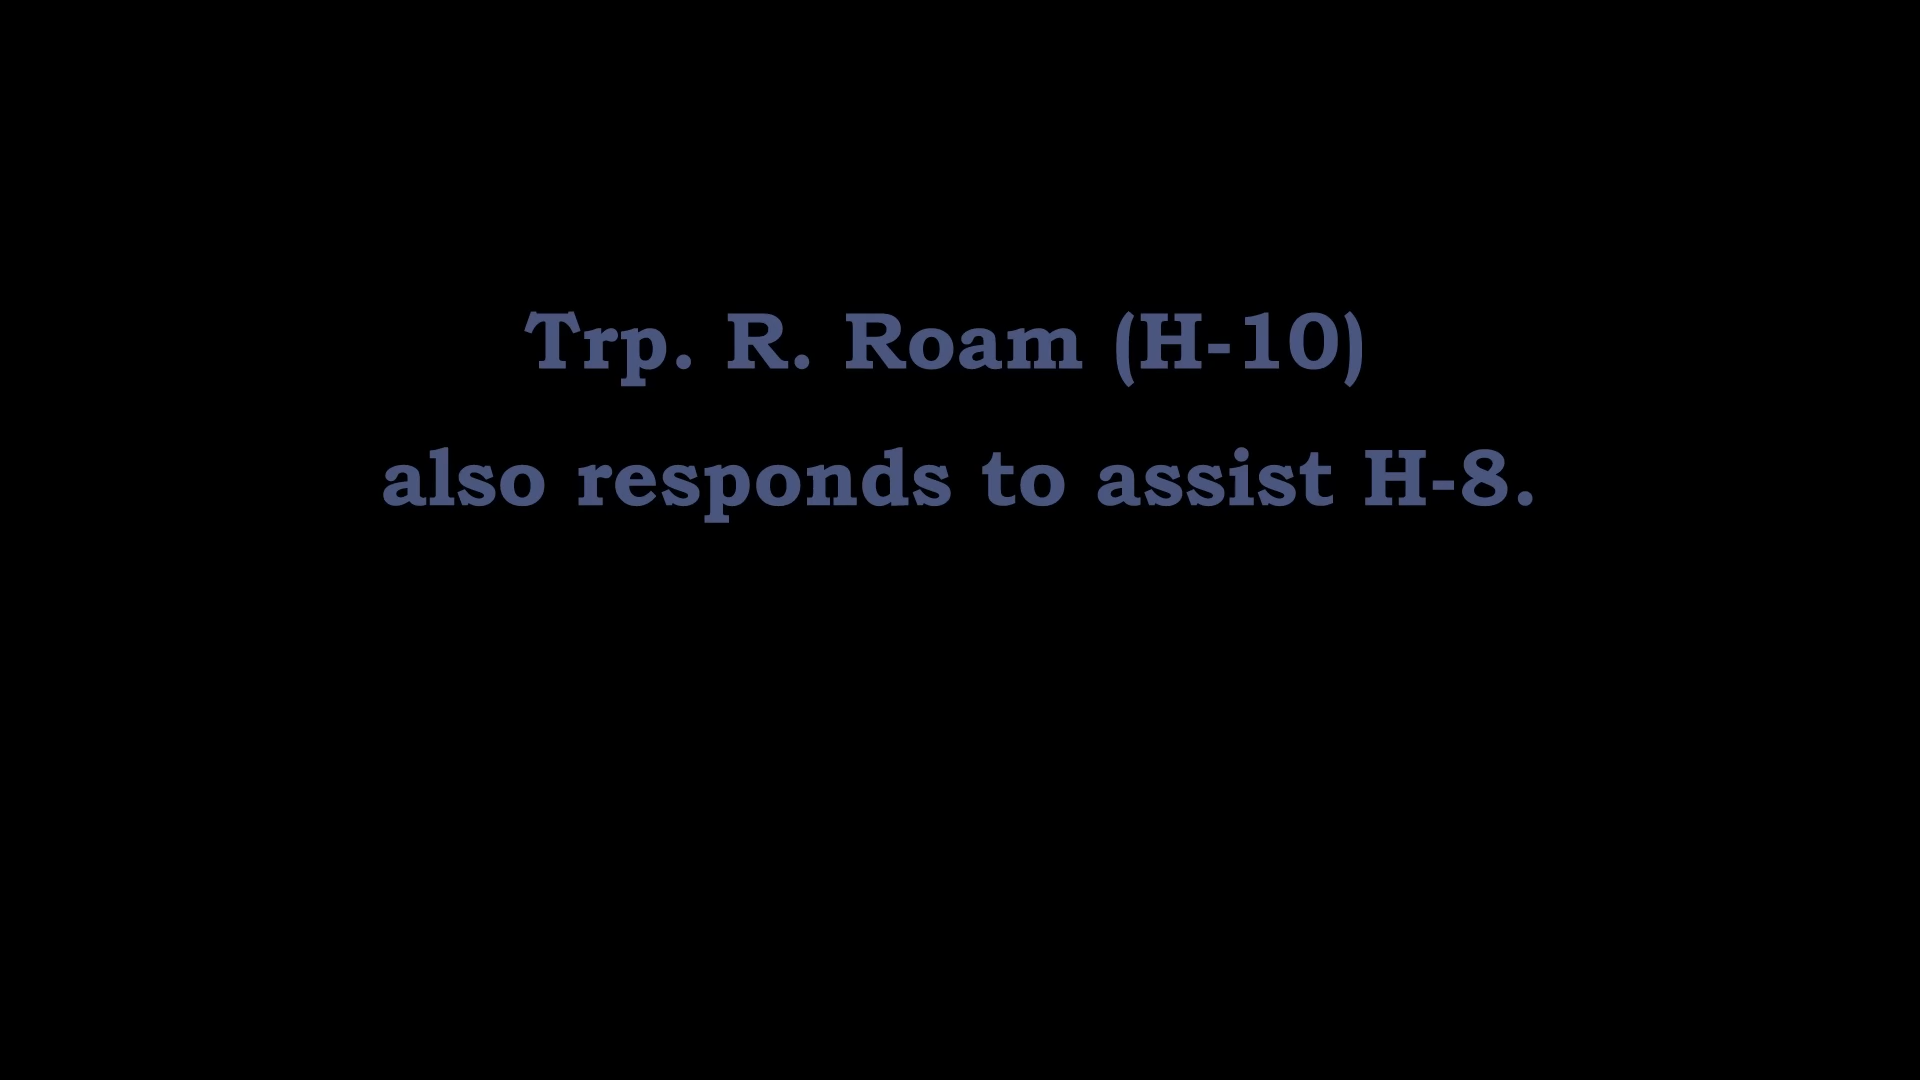 Trp. R. Roam (H-10)
also responds to assist H-8.